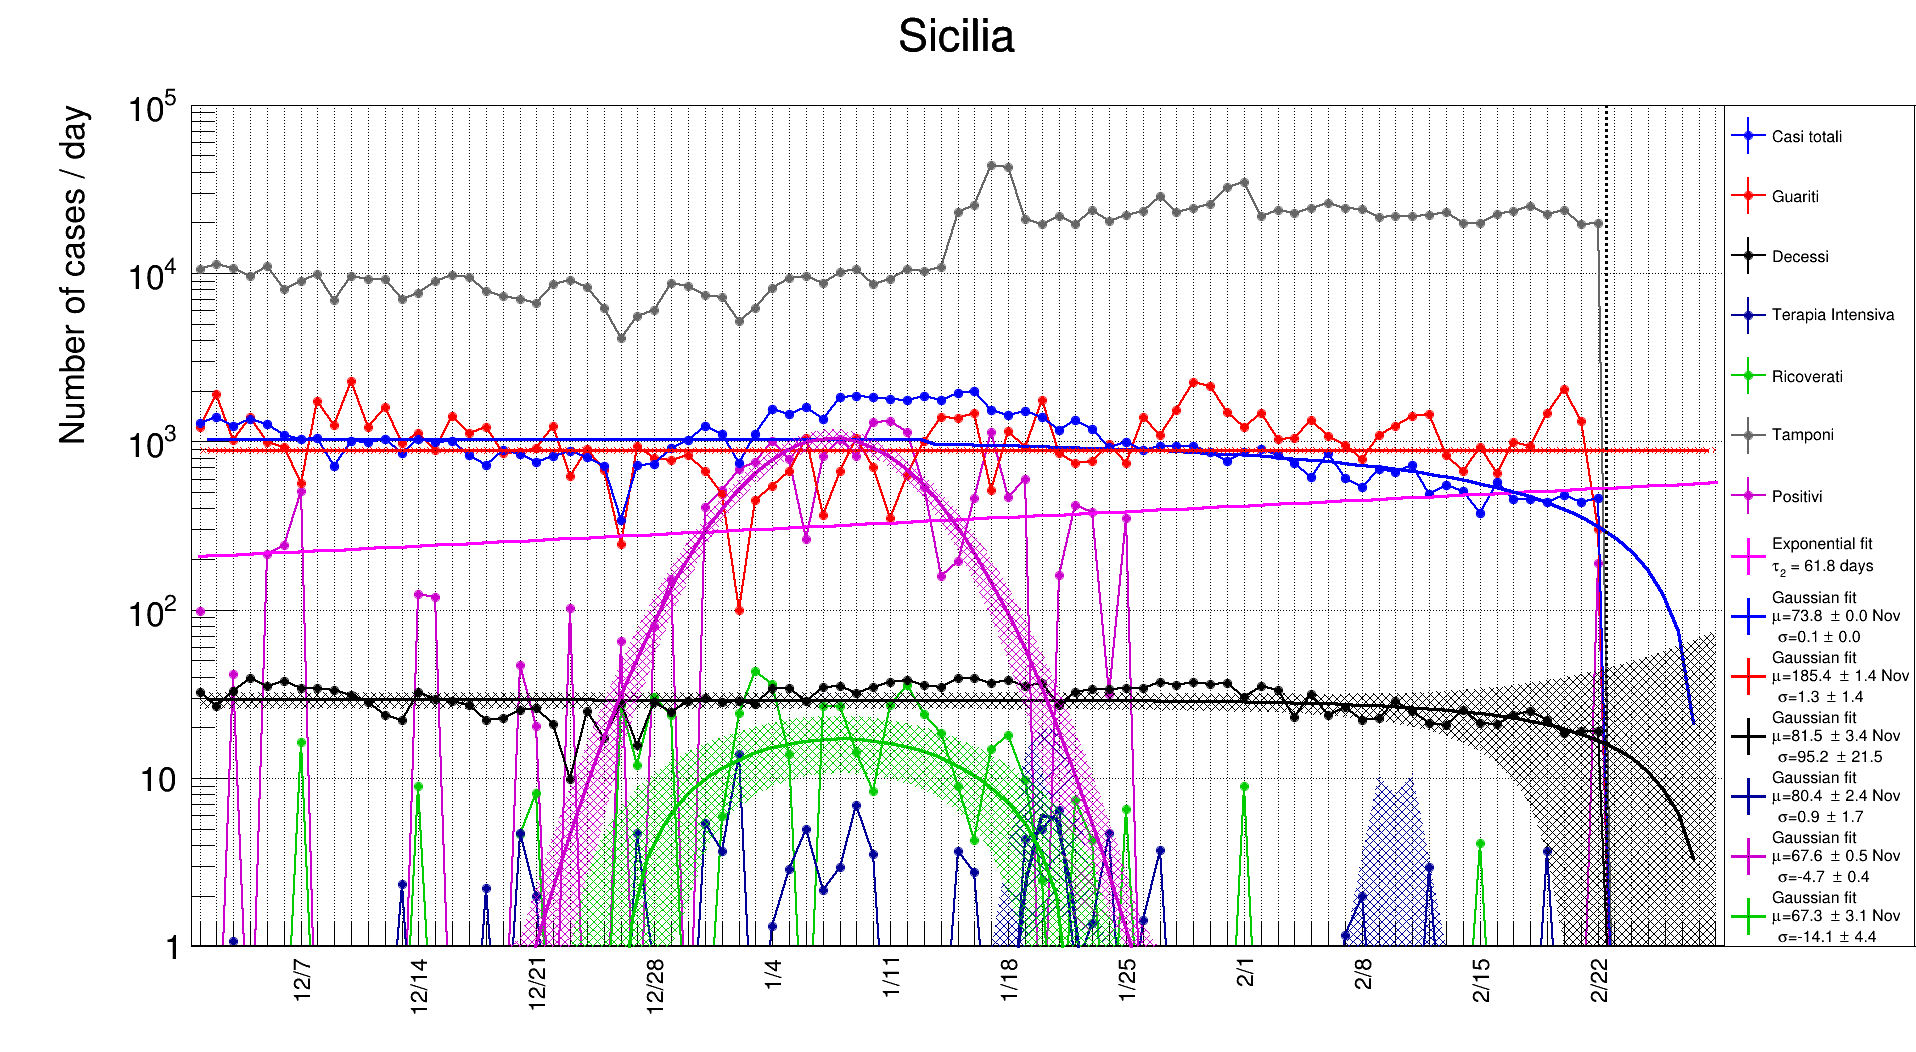 Sicilia
Number of cases / day
10^5
10^4
10^3
10^2
10
1
12/7
12/14
12/21
12/28
1/4
1/11
1/18
1/25
2/1
2/8
2/15
2/22
Casi totali
Guariti
Decessi
Terapia Intensiva
Ricoverati
Tamponi
Positivi
Exponential fit
τ₂ = 61.8 days
Gaussian fit
μ=73.8 ± 0.0 Nov
σ=0.1 ± 0.0
Gaussian fit
μ=185.4 ± 1.4 Nov
σ=1.3 ± 1.4
Gaussian fit
μ=81.5 ± 3.4 Nov
σ=95.2 ± 21.5
Gaussian fit
μ=80.4 ± 2.4 Nov
σ=0.9 ± 1.7
Gaussian fit
μ=67.6 ± 0.5 Nov
σ=-4.7 ± 0.4
Gaussian fit
μ=67.3 ± 3.1 Nov
σ=-14.1 ± 4.4